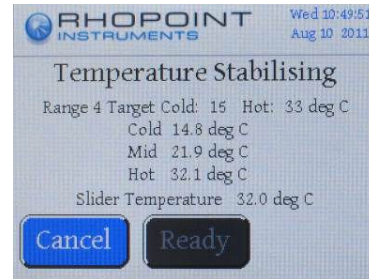 RHOPOINT
INSTRUMENTS
Wed 10:49:51
Aug 10 2011
Temperature Stabilising
Range 4 Target Cold: 15 Hot: 33 deg C
Cold 14.8 deg C
Mid 21.9 deg C
Hot 32.1 deg C
Slider Temperature 32.0 deg C
Cancel
Ready